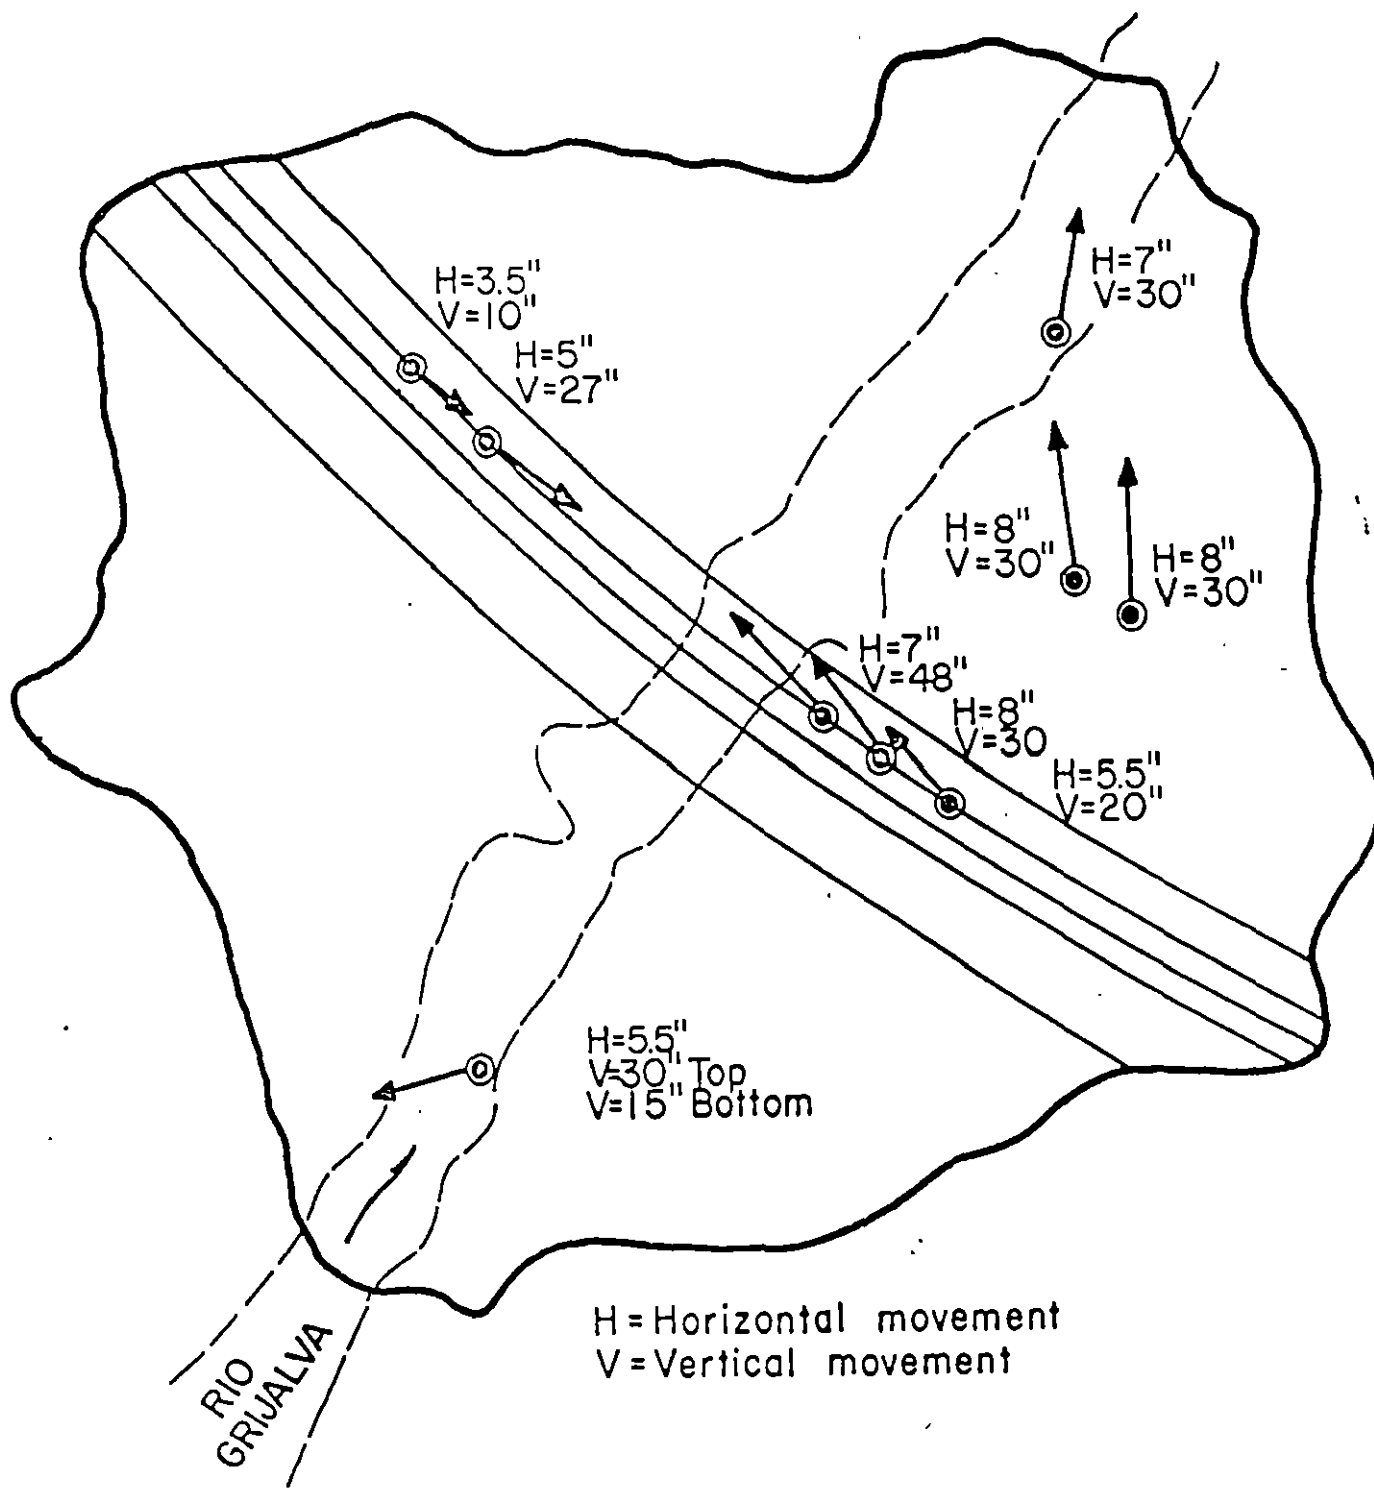 H=7"
V=30"
H=3.5"
V=10"
H=5"
V=27"
H=8"
V=30"
H=8"
V=30"
H=7"
V=48"
H=8"
V=30
H=5.5"
V=20"
H=5.5"
V=30" Top
V=15" Bottom
H=Horizontal movement
V=Vertical movement
RIO
GRIJALVA